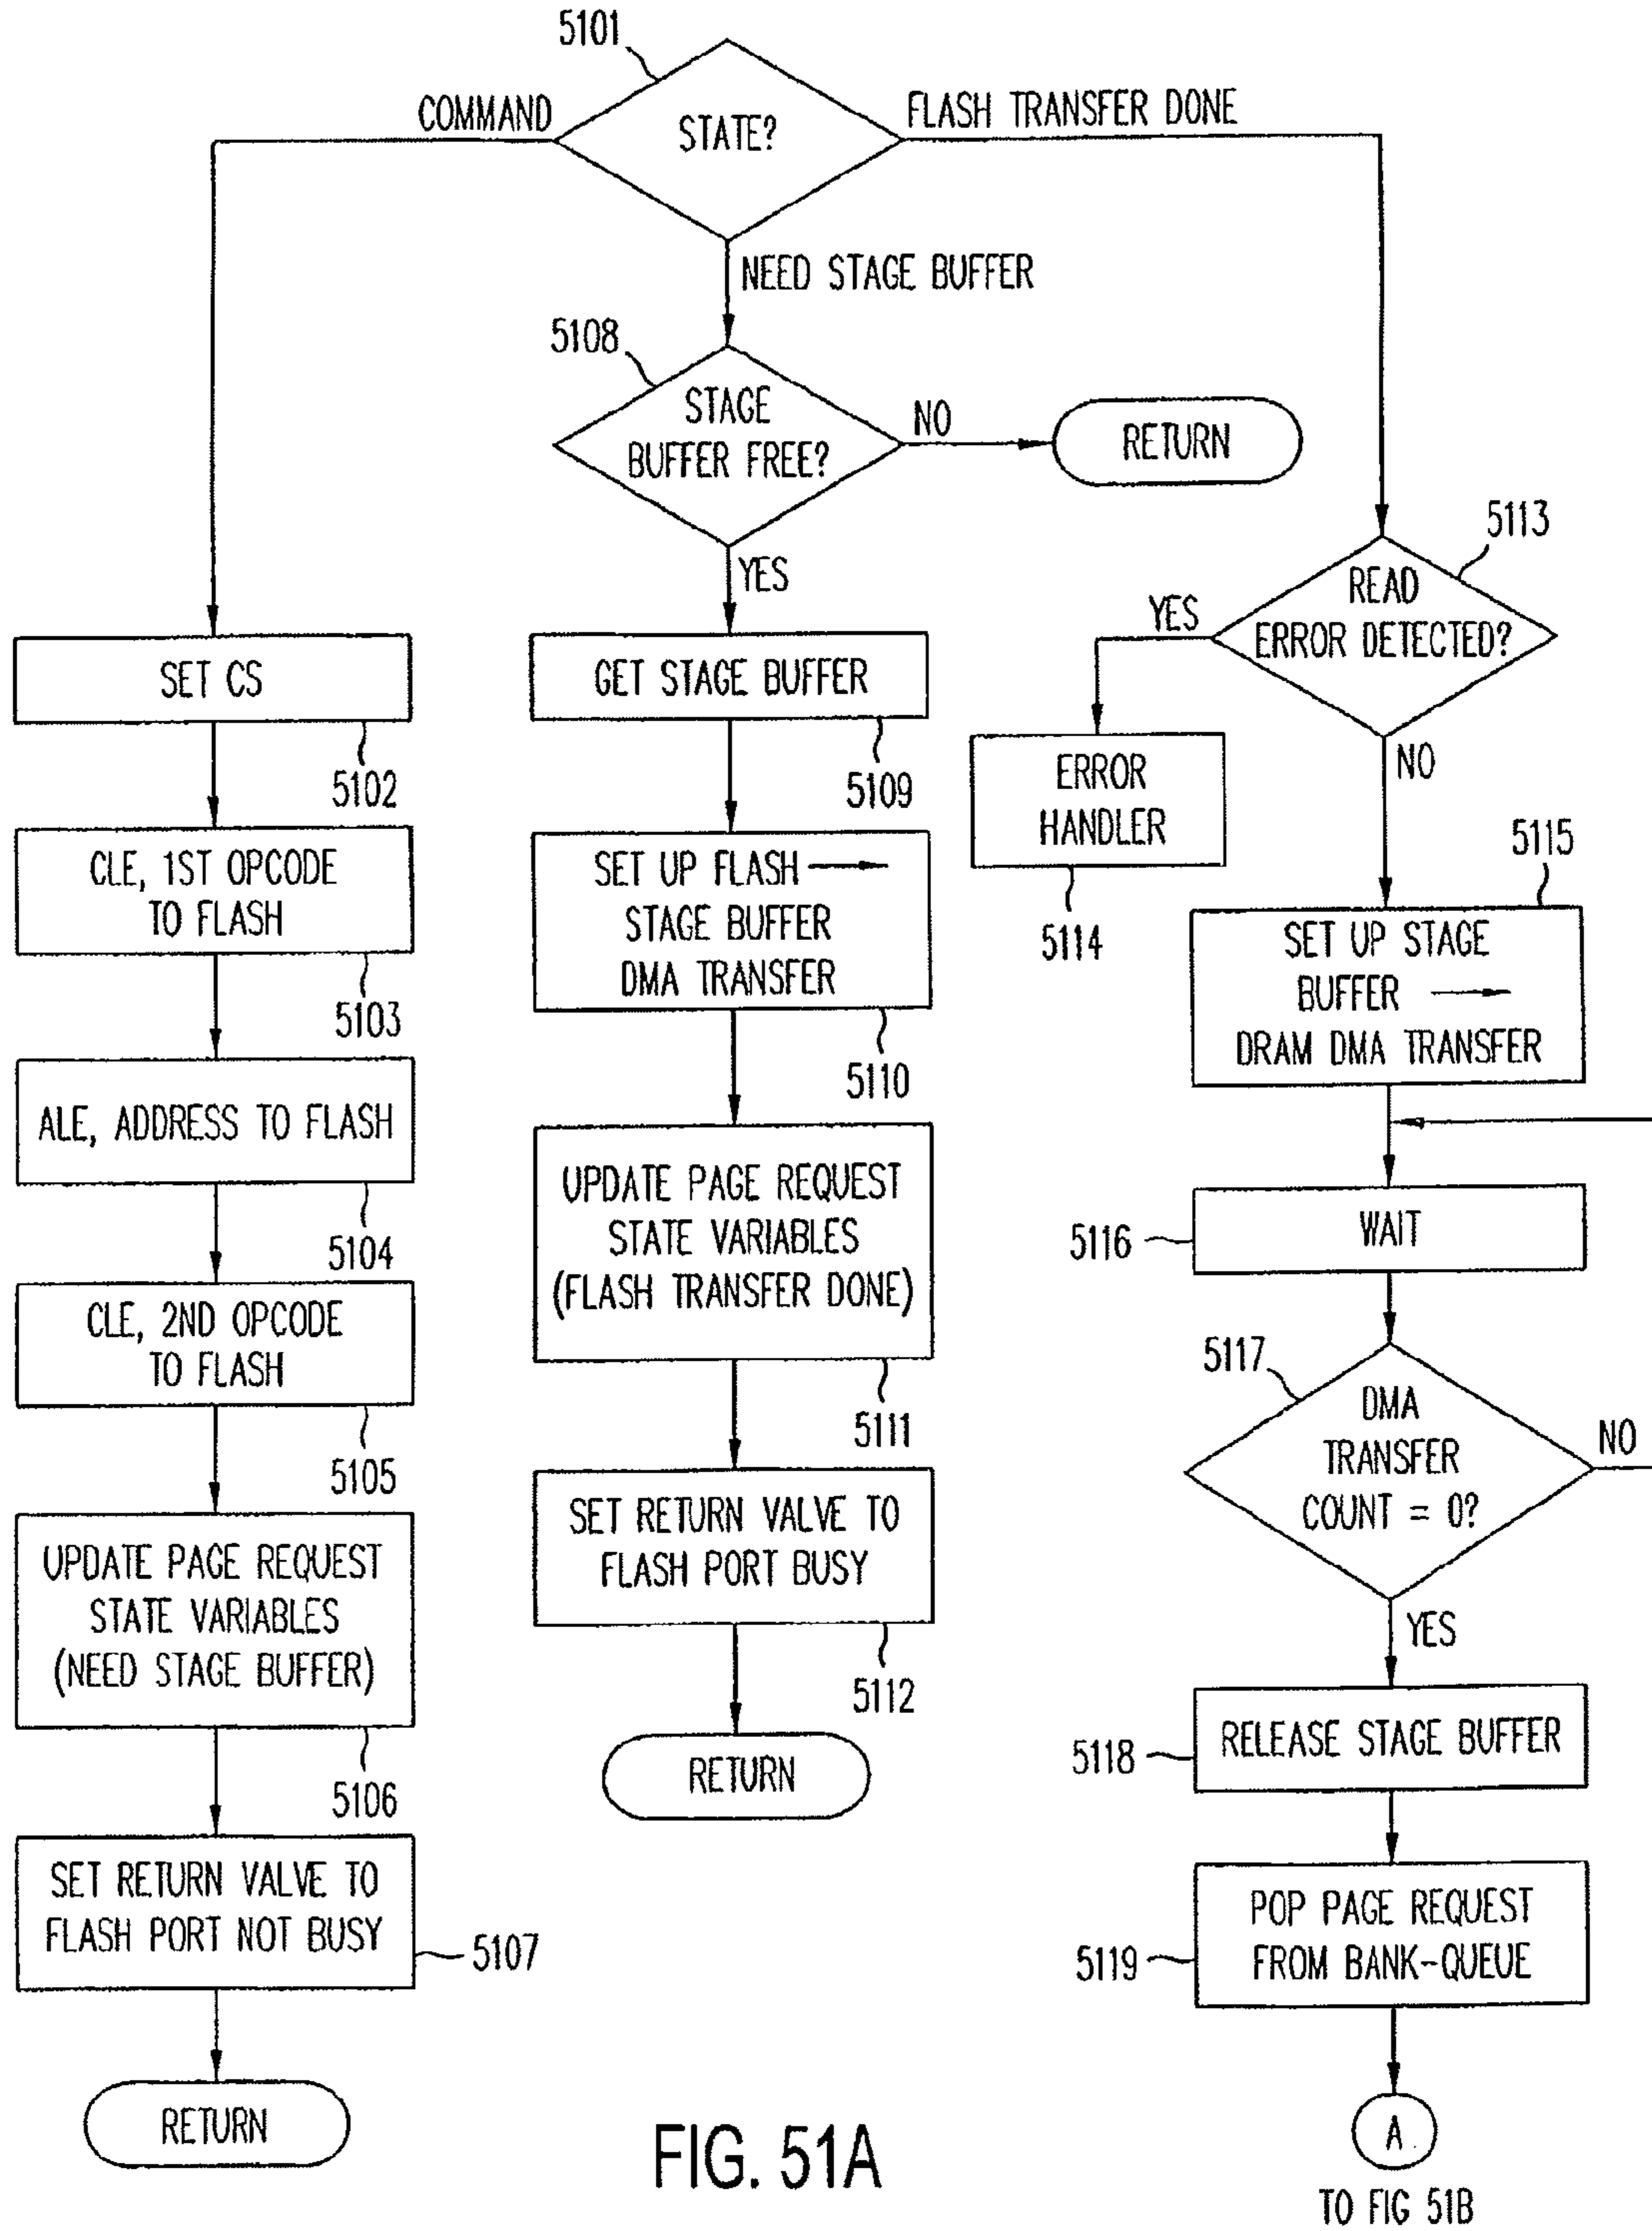 5101
STATE?
COMMAND
FLASH TRANSFER DONE
NEED STAGE BUFFER
SET CS
5102
CLE, 1ST OPCODE
TO FLASH
5103
ALE, ADDRESS TO FLASH
5104
CLE, 2ND OPCODE
TO FLASH
5105
UPDATE PAGE REQUEST
STATE VARIABLES
(NEED STAGE BUFFER)
5106
SET RETURN VALVE TO
FLASH PORT NOT BUSY
5107
RETURN
5108
STAGE
BUFFER FREE?
NO
RETURN
YES
GET STAGE BUFFER
5109
SET UP FLASH
STAGE BUFFER
DMA TRANSFER
5110
UPDATE PAGE REQUEST
STATE VARIABLES
(FLASH TRANSFER DONE)
5111
SET RETURN VALVE TO
FLASH PORT BUSY
5112
RETURN
5113
READ
ERROR DETECTED?
YES
ERROR
HANDLER
5114
NO
5115
SET UP STAGE
BUFFER
DRAM DMA TRANSFER
5116
WAIT
5117
DMA
TRANSFER
COUNT = 0?
NO
YES
5118
RELEASE STAGE BUFFER
5119
POP PAGE REQUEST
FROM BANK-QUEUE
A
TO FIG 51B
FIG. 51A